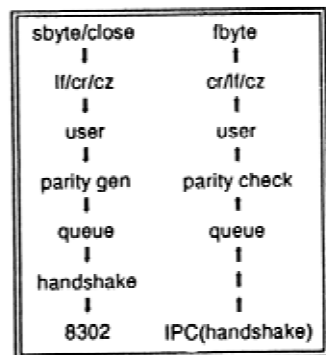 sbyte/close fbyte
lf/cr/cz cr/lf/cz
user user
parity gen parity check
queue queue
handshake
8302 IPC(handshake)